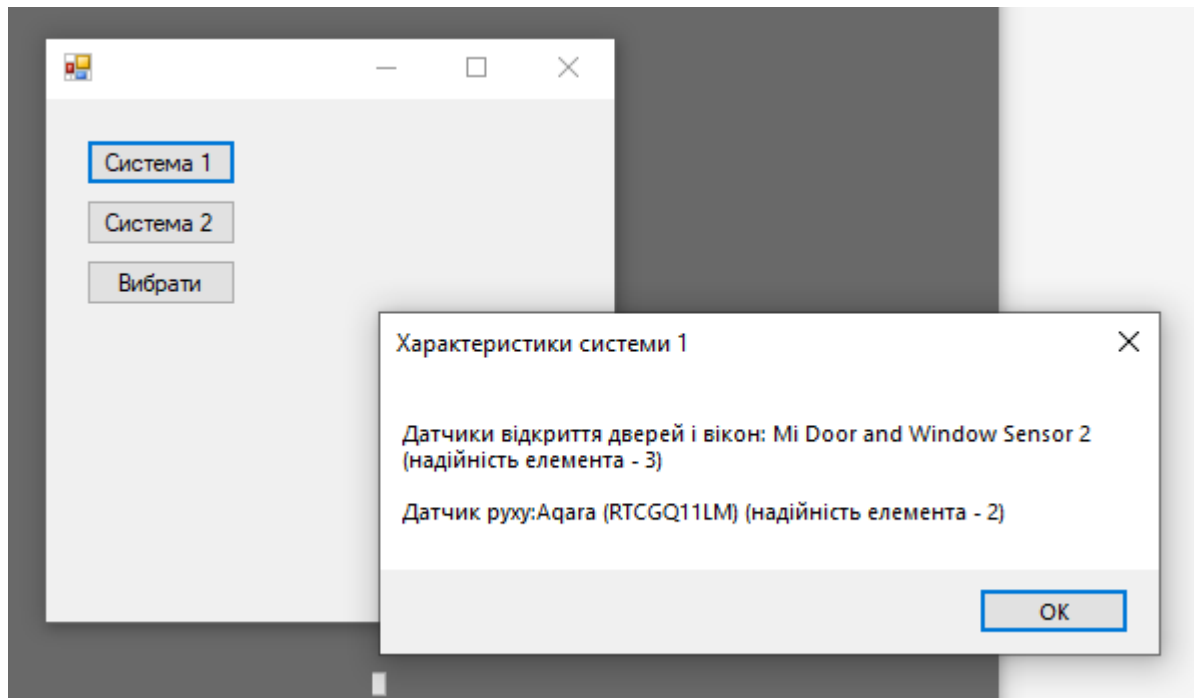 Система 1
Система 2
Вибрати
Характеристики системи 1
Датчики відкриття дверей і вікон: Mi Door and Window Sensor 2
(надійність елемента - 3)
Датчик руху:Aqara (RTCGQ11LM) (надійність елемента - 2)
OK